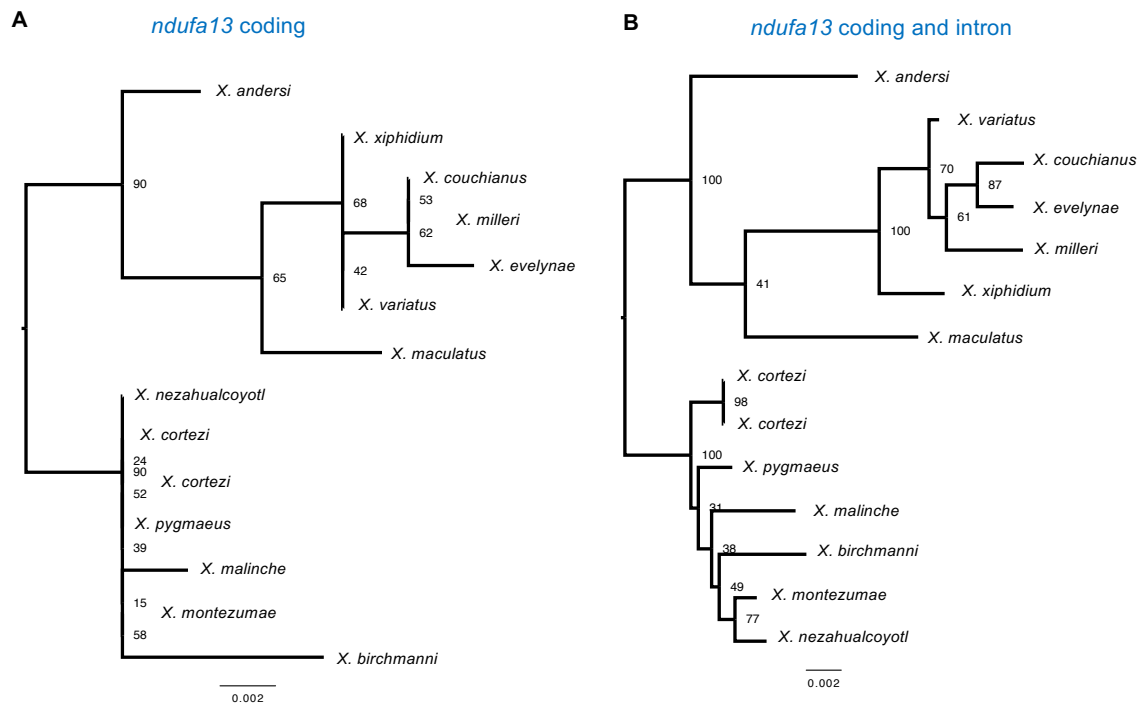 A
ndufa13 coding
X. andersi
90
X. xiphidium
68
X. couchianus
53
X. milleri
62
X. evelynae
42
X. variatus
65
X. maculatus
X. nezahualcoyotl
X. cortezi
24
90
X. cortezi
52
X. pygmaeus
39
X. malinche
15
X. montezumae
58
X. birchmanni
0.002
B
ndufa13 coding and intron
X. andersi
100
X. variatus
70
X. couchianus
87
X. evelynae
61
100
X. milleri
X. xiphidium
41
X. maculatus
X. cortezi
98
X. cortezi
100
X. pygmaeus
31
X. malinche
38
X. birchmanni
49
X. montezumae
77
X. nezahualcoyotl
0.002